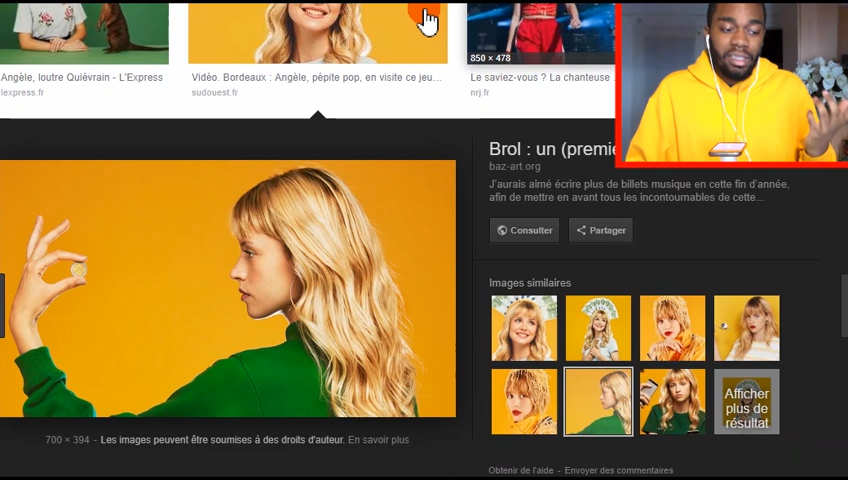 850 × 478
Angèle, loutre Quiévrain - L'Express
lexpress.fr
Vidéo. Bordeaux : Angèle, pépite pop, en visite ce jeu...
sudouest.fr
Le saviez-vous ? La chanteuse
nrj.fr
Brol : un (premie
baz-art.org
J'aurais aimé écrire plus de billets musique en cette fin d'année,
afin de mettre en avant tous les incontournables de cette...
Consulter
Partager
Images similaires
Afficher
plus de
résultat
700 × 394 - Les images peuvent être soumises à des droits d'auteur. En savoir plus
Obtenir de l'aide - Envoyer des commentaires